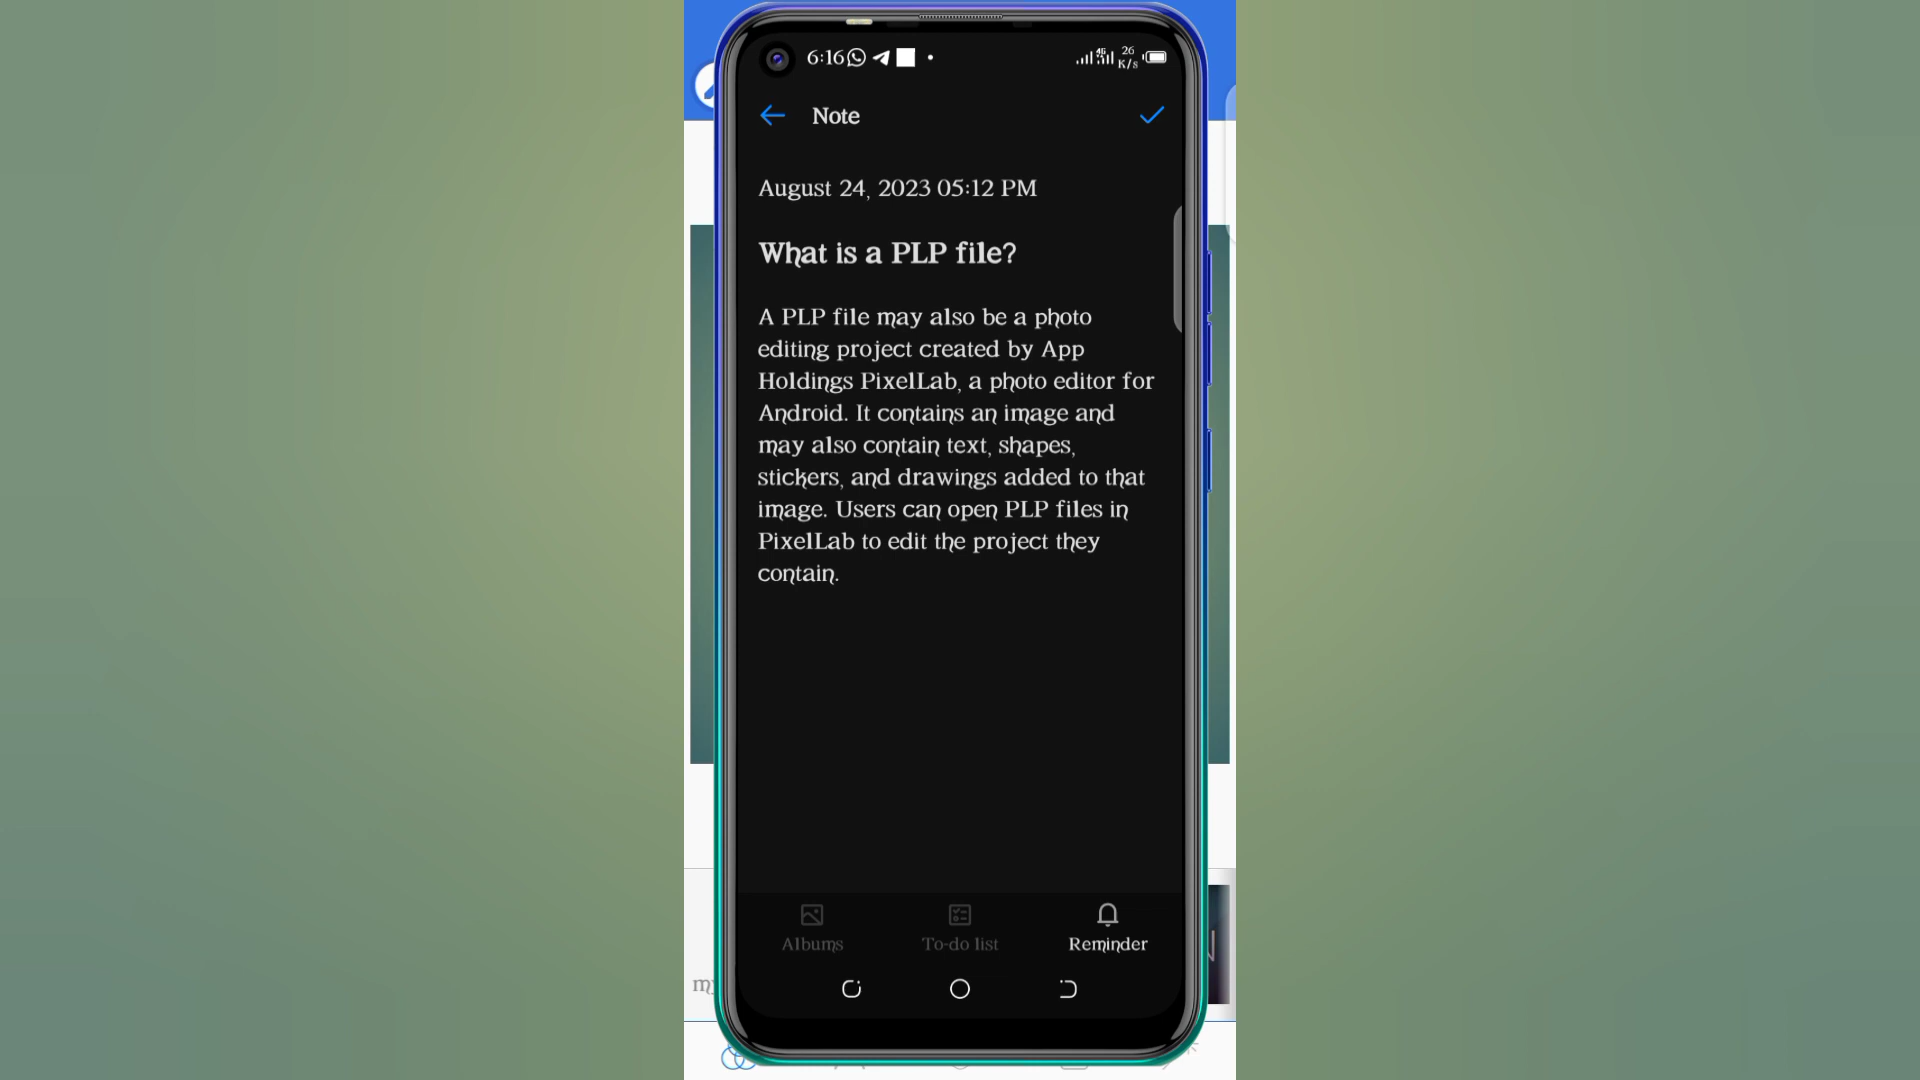 6:16
4G
26
K/s
Note
August 24, 2023 05:12 PM
What is a PLP file?
A PLP file may also be a photo
editing project created by App
Holdings PixelLab, a photo editor for
Android. It contains an image and
may also contain text, shapes,
stickers, and drawings added to that
image. Users can open PLP files in
PixelLab to edit the project they
contain.
Albums
To-do list
Reminder